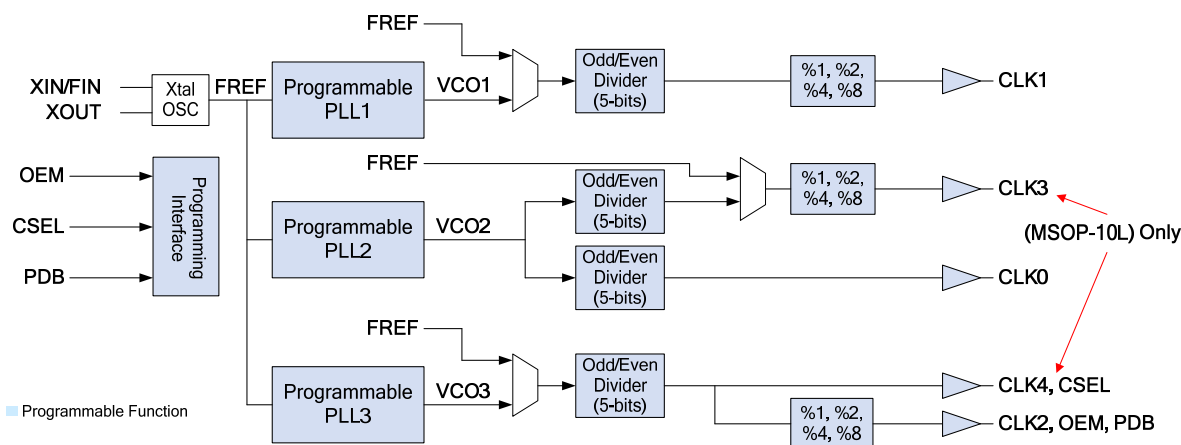 FREF
Odd/Even
Divider
(5-bits)
%1, %2,
%4, %8
CLK1
XIN/FIN
XOUT
Xtal
OSC
FREF
Programmable
PLL1
VCO1
OEM
CSEL
PDB
Programming
Interface
FREF
Odd/Even
Divider
(5-bits)
%1, %2,
%4, %8
CLK3
(MSOP-10L) Only
Programmable
PLL2
VCO2
Odd/Even
Divider
(5-bits)
CLK0
FREF
Programmable
PLL3
VCO3
Odd/Even
Divider
(5-bits)
CLK4, CSEL
%1, %2,
%4, %8
CLK2, OEM, PDB
Programmable Function